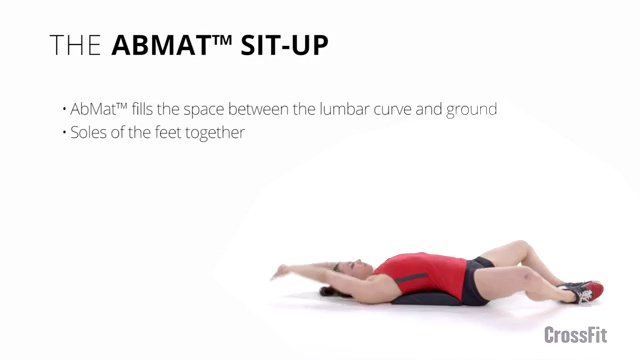 THE ABMAT™ SIT-UP
• AbMat™ fills the space between the lumbar curve and ground
• Soles of the feet together
CrossFit